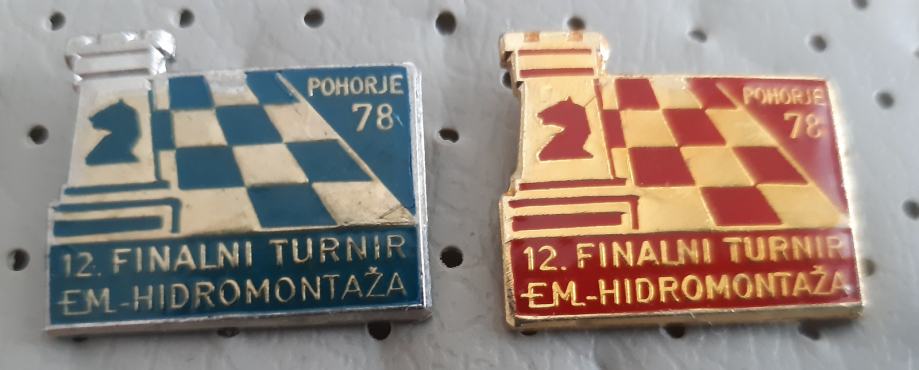 POHORJE
78
12. FINALNI TURNIR
EM-HIDROMONTAŽA
POHORJE
78
12. FINALNI TURNIR
EM-HIDROMONTAŽA